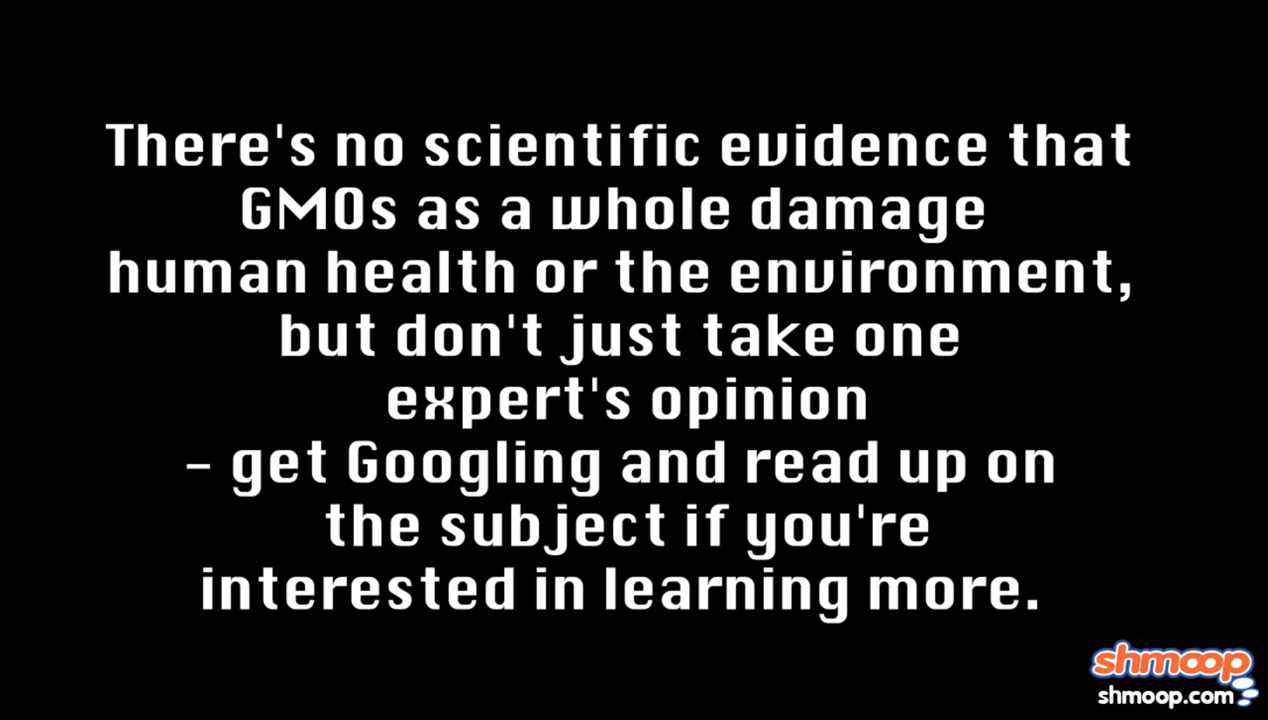 There's no scientific evidence that
GMOs as a whole damage
human health or the environment,
but don't just take one
expert's opinion
– get Googling and read up on
the subject if you're
interested in learning more.
shmoop
shmoop.com